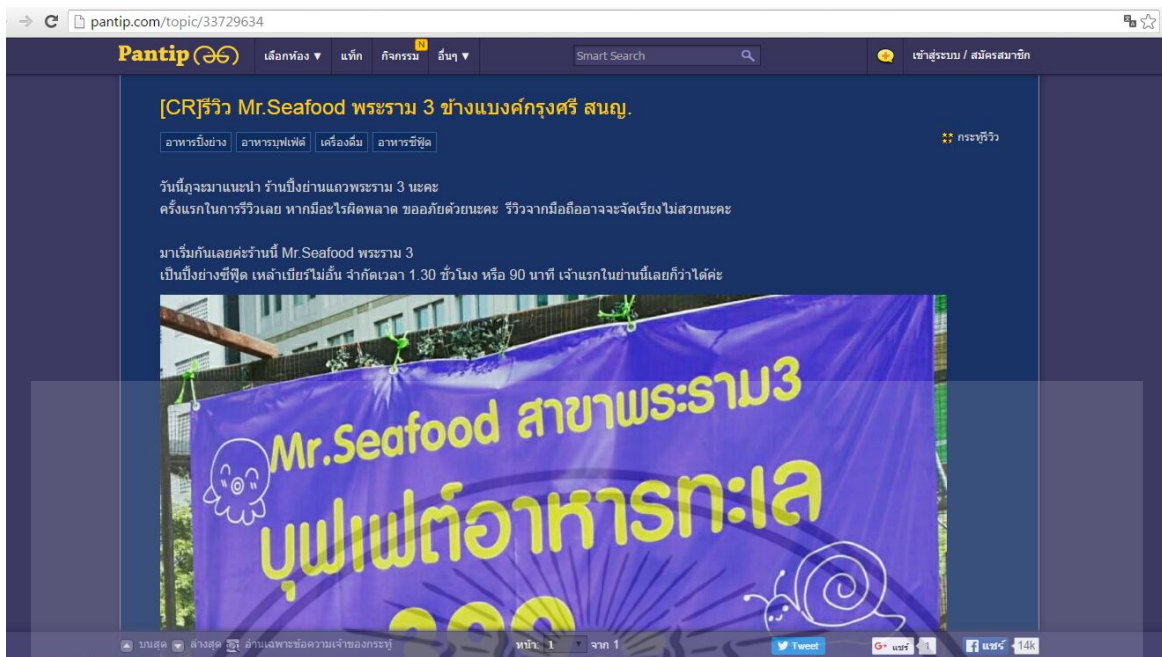 pantip.com/topic/33729634
Pantip
เลือกห้อง ▼ แท็ก กิจกรรม N อื่นๆ ▼ Smart Search เข้าสู่ระบบ / สมัครสมาชิก
[CR]รีวิว Mr.Seafood พระราม 3 ข้างแบงค์กรุงศรี สนญ.
อาหารปิ้งย่าง อาหารบุฟเฟ่ต์ เครื่องดื่ม อาหารซีฟู้ด
กระทู้รีวิว
วันนี้ภูจะมาแนะนำ ร้านปิ้งย่านแถวพระราม 3 นะคะ
ครั้งแรกในการรีวิวเลย หากมีอะไรผิดพลาด ขออภัยด้วยนะคะ รีวิวจากมือถืออาจจะจัดเรียงไม่สวยนะคะ
มาเริ่มกันเลยค่ะร้านนี้ Mr.Seafood พระราม 3
เป็นปิ้งย่างซีฟู๊ด เหล้าเบียร์ไม่อั้น จำกัดเวลา 1.30 ชั่วโมง หรือ 90 นาที เจ้าแรกในย่านนี้เลยก็ว่าได้ค่ะ
Mr.Seafood สาขาพระราม3
บุฟเฟต์อาหารทะเล
บนสุด ล่างสุด อ่านเฉพาะข้อความเจ้าของกระทู้ หน้า: 1 จาก 1 Tweet G+ แชร์ 1 f แชร์ 14k